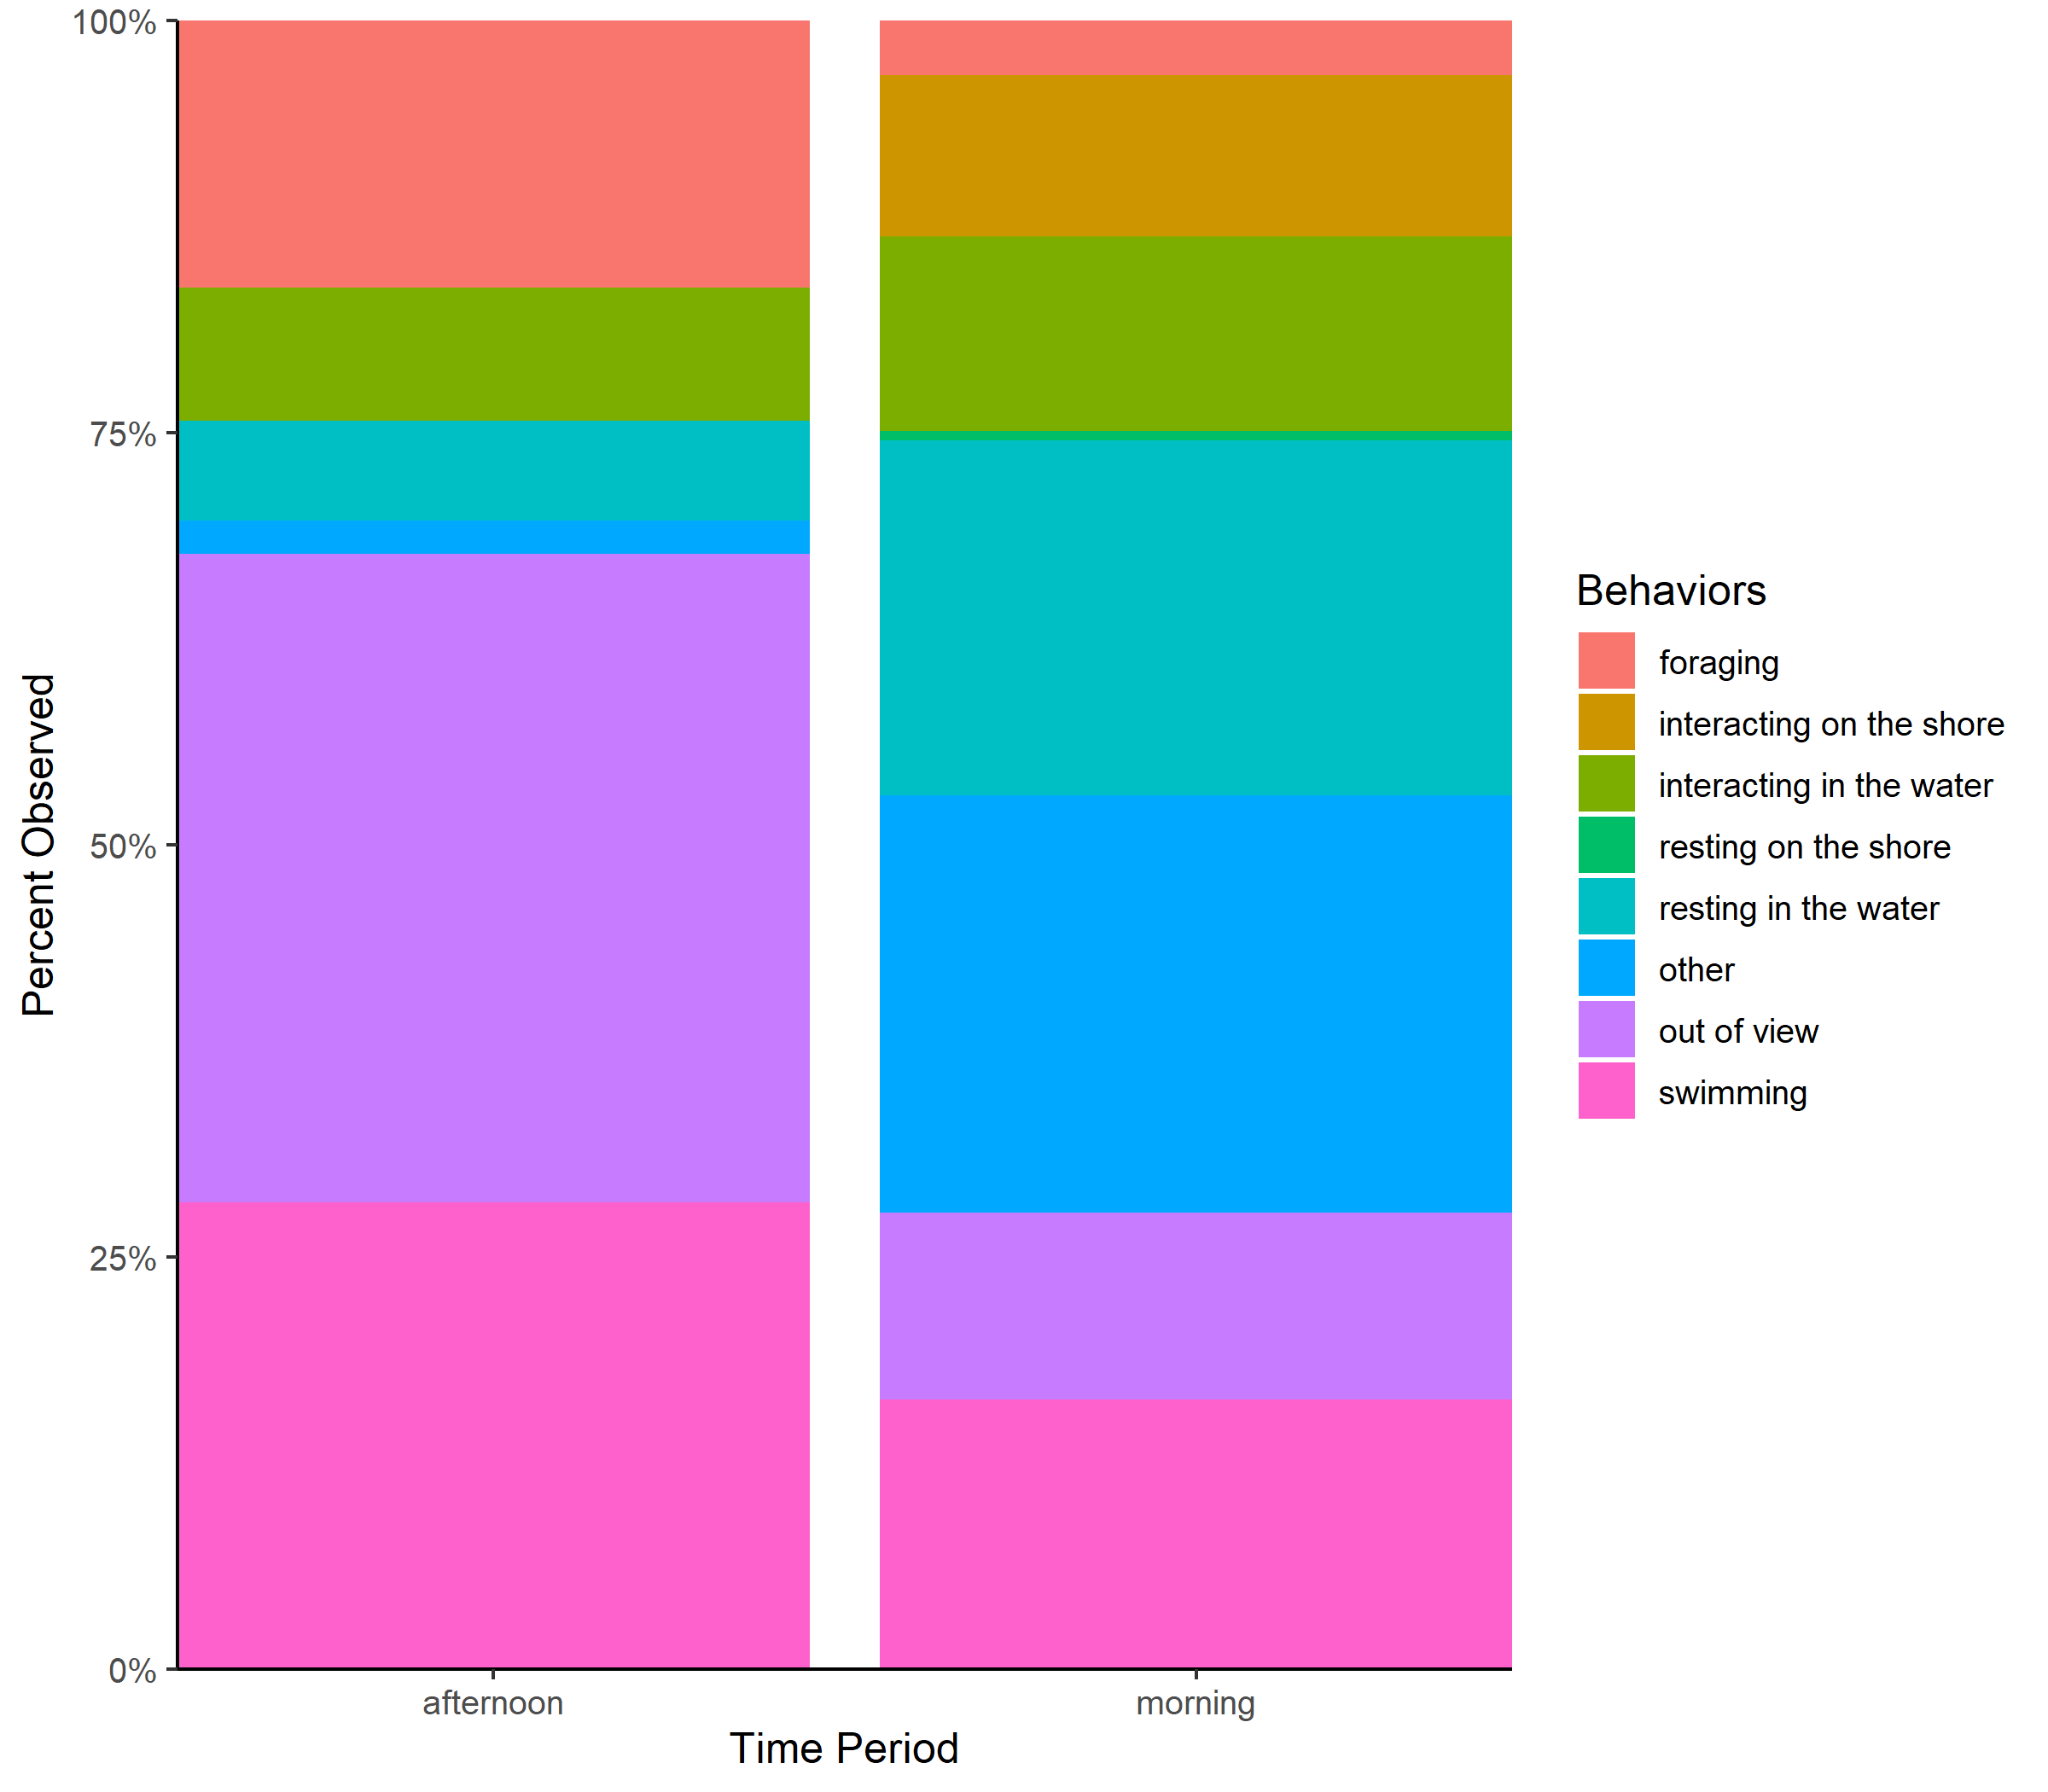 100%
75%
50%
25%
0%
Percent Observed
afternoon
morning
Time Period
Behaviors
foraging
interacting on the shore
interacting in the water
resting on the shore
resting in the water
other
out of view
swimming